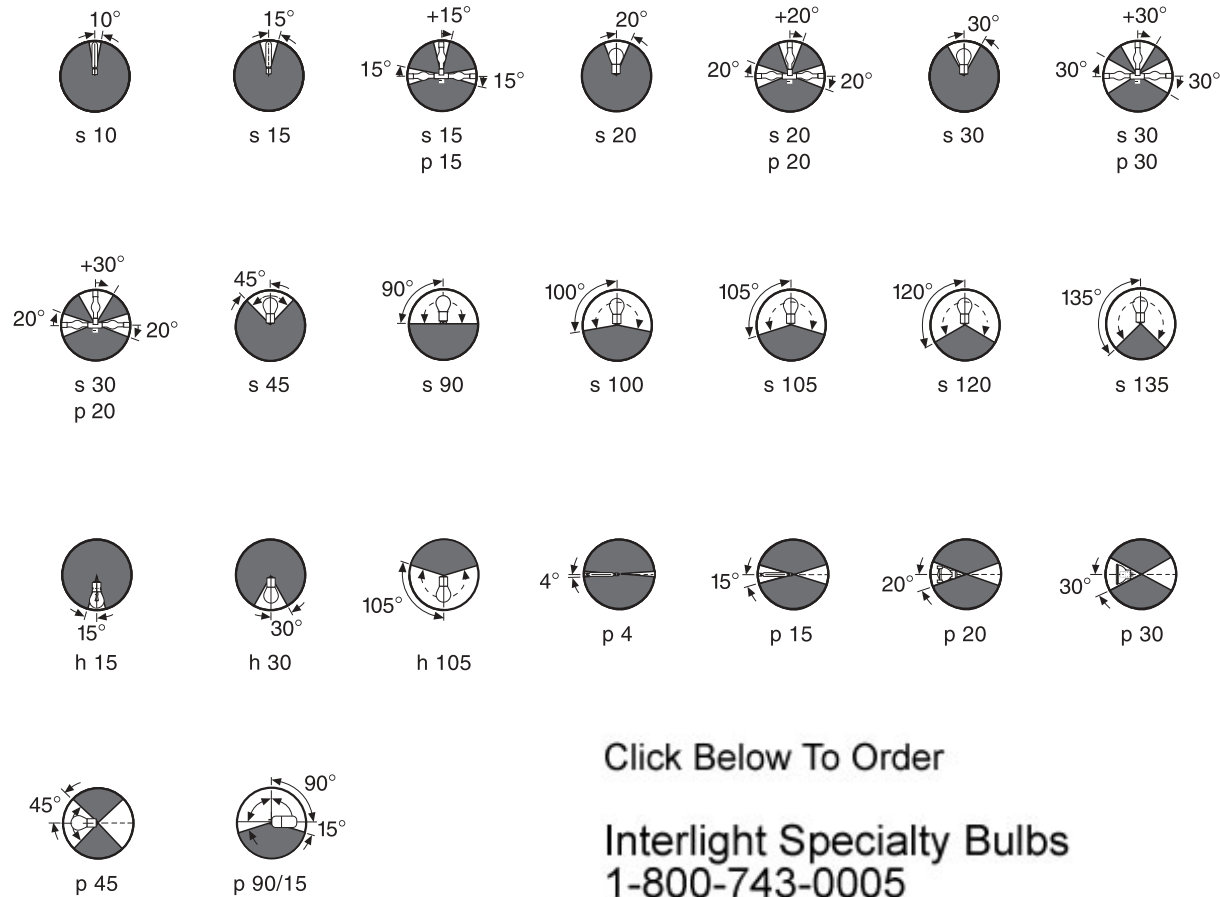 10° 15° +15° 20° +20° 30° +30°
15° 15° 20° 20° 30° 30°
s 10 s 15 s 15 s 20 s 20 s 30 s 30
p 15 p 20 p 30
+30° 45° 90° 100° 105° 120° 135°
20° 20°
s 30 s 45 s 90 s 100 s 105 s 120 s 135
p 20
4° 15° 20° 30°
15° 30° 105°
h 15 h 30 h 105 p 4 p 15 p 20 p 30
45° 90°
15°
p 45 p 90/15
Click Below To Order
Interlight Specialty Bulbs
1-800-743-0005